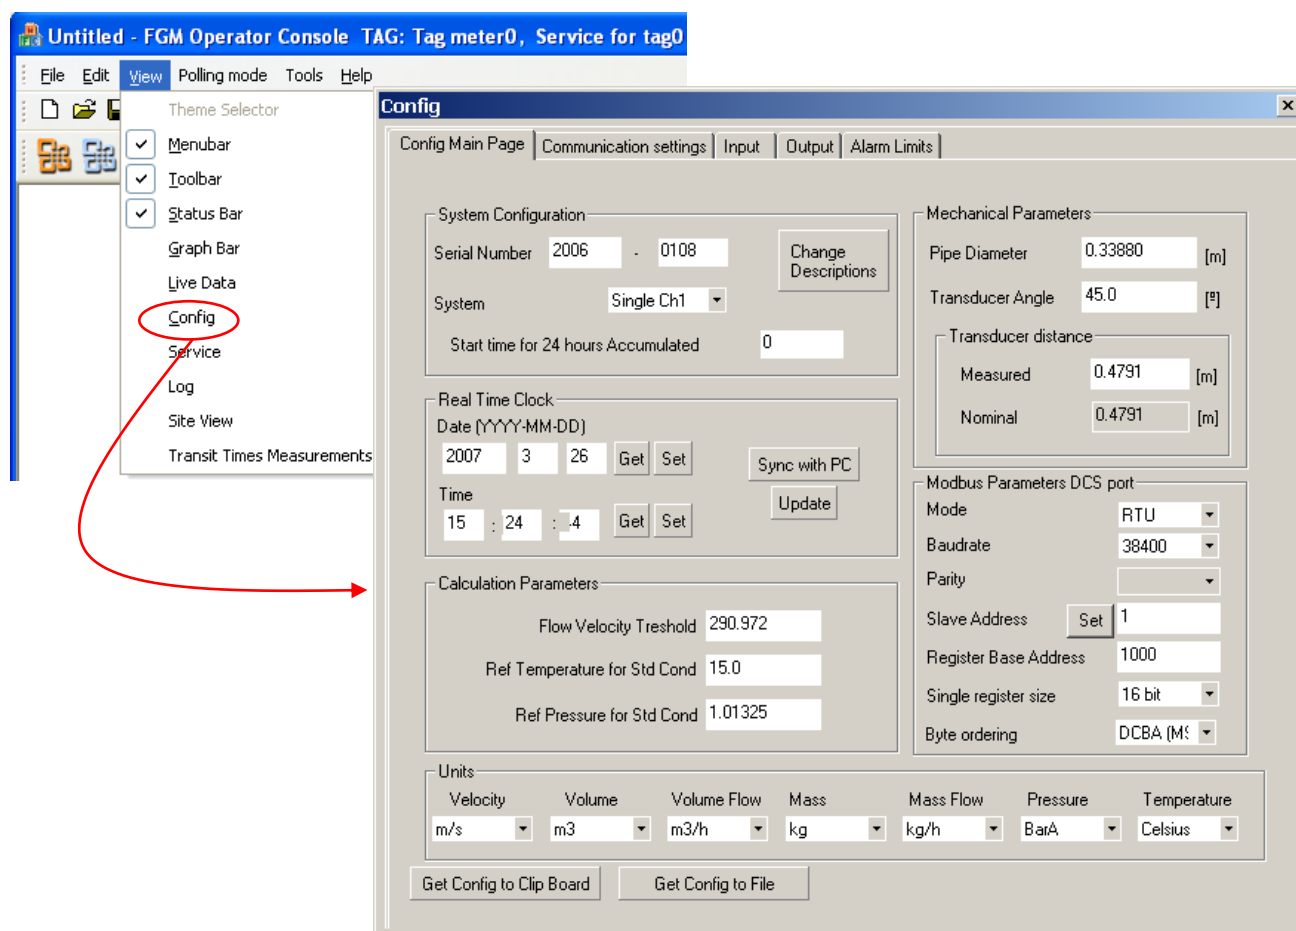 Untitled - FGM Operator Console TAG: Tag meter0, Service for tag0
File Edit View Polling mode Tools Help
Theme Selector
Menubar
Toolbar
Status Bar
Graph Bar
Live Data
Config
Service
Log
Site View
Transit Times Measurements
Config
Config Main Page Communication settings Input Output Alarm Limits
System Configuration
Serial Number 2006 - 0108
Change
Descriptions
System Single Ch1
Start time for 24 hours Accumulated 0
Real Time Clock
Date (YYYY-MM-DD)
2007 3 26 Get Set
Sync with PC
Update
Time
15 : 24 : 4 Get Set
Calculation Parameters
Flow Velocity Treshold 290.972
Ref Temperature for Std Cond 15.0
Ref Pressure for Std Cond 1.01325
Mechanical Parameters
Pipe Diameter 0.33880 [m]
Transducer Angle 45.0 [º]
Transducer distance
Measured 0.4791 [m]
Nominal 0.4791 [m]
Modbus Parameters DCS port
Mode RTU
Baudrate 38400
Parity
Slave Address Set 1
Register Base Address 1000
Single register size 16 bit
Byte ordering DCBA (MS
Units
Velocity Volume Volume Flow Mass Mass Flow Pressure Temperature
m/s m3 m3/h kg kg/h BarA Celsius
Get Config to Clip Board Get Config to File